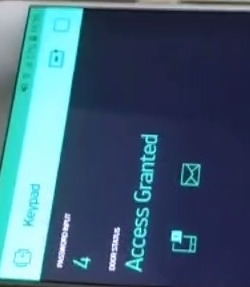 Keypad
PASSWORD INPUT
4
DOOR STATUS
Access Granted